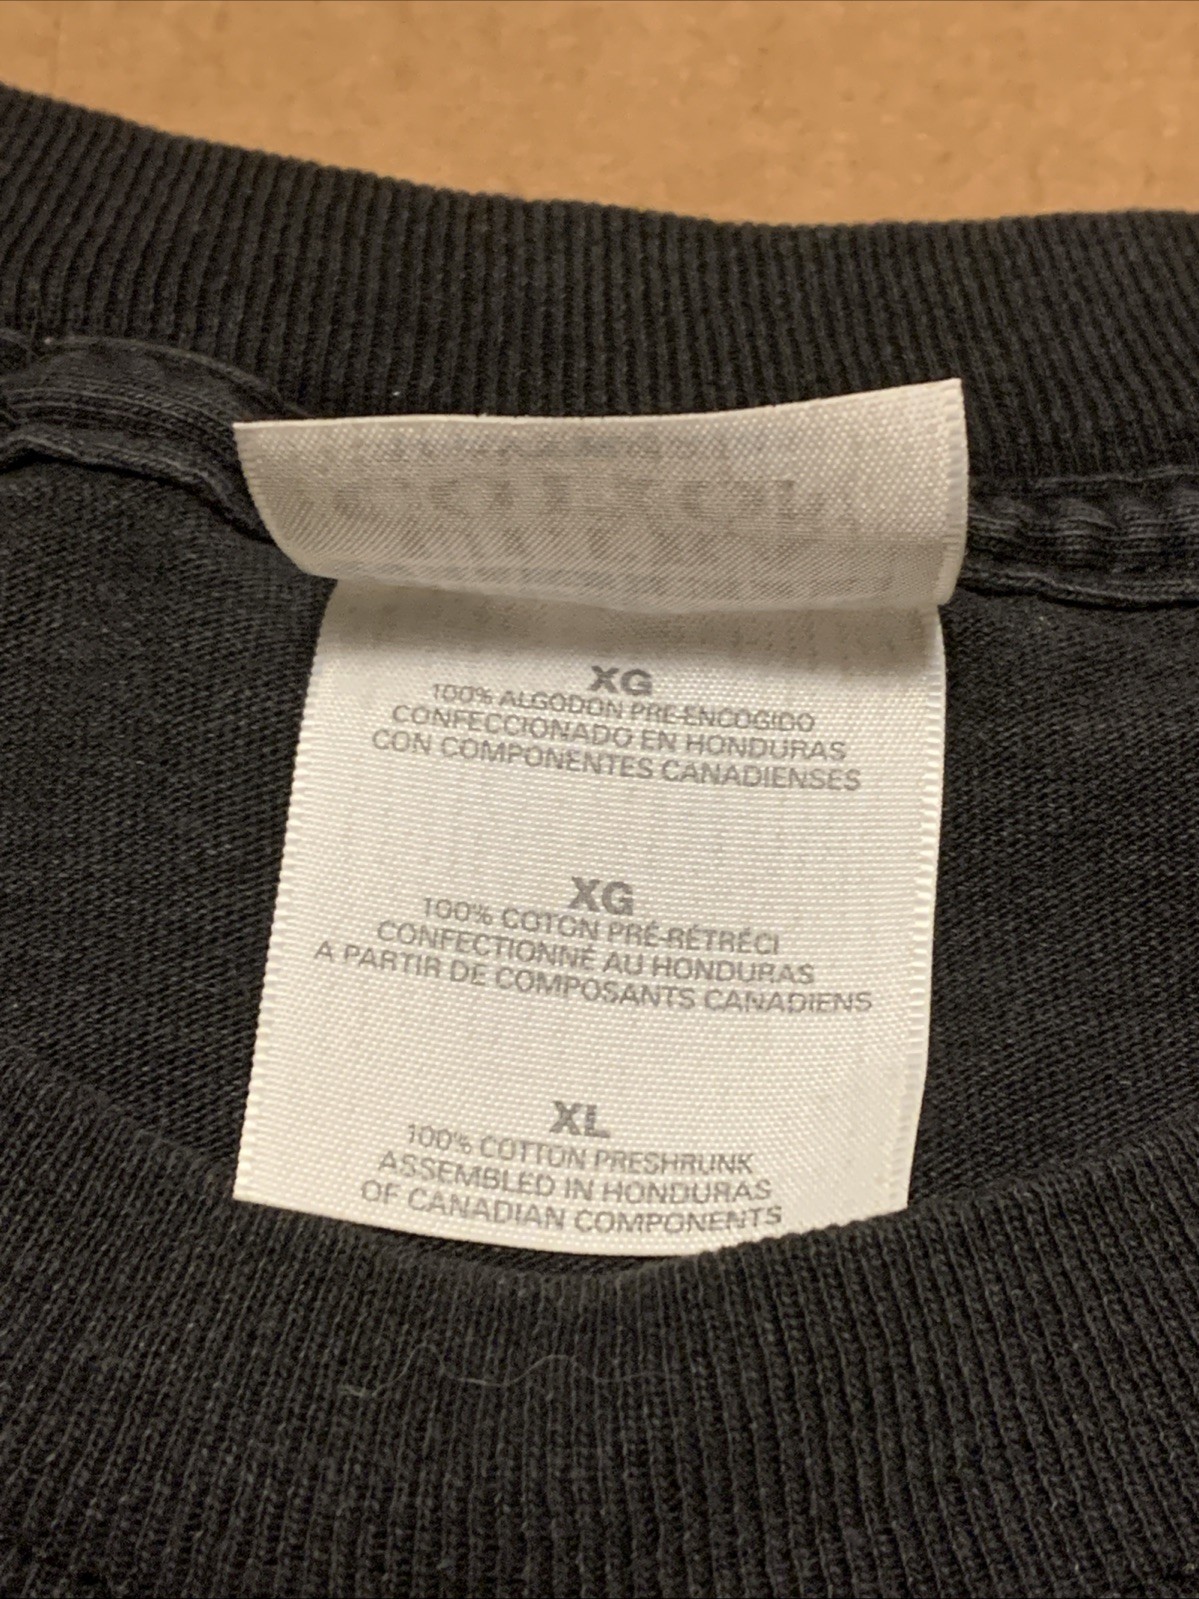 XG
100% ALGODON PRE-ENCOGIDO
CONFECCIONADO EN HONDURAS
CON COMPONENTES CANADIENSES
XG
100% COTON PRÉ-RÉTRÉCI
CONFECTIONNÉ AU HONDURAS
A PARTIR DE COMPOSANTS CANADIENS
XL
100% COTTON PRESHRUNK
ASSEMBLED IN HONDURAS
OF CANADIAN COMPONENTS